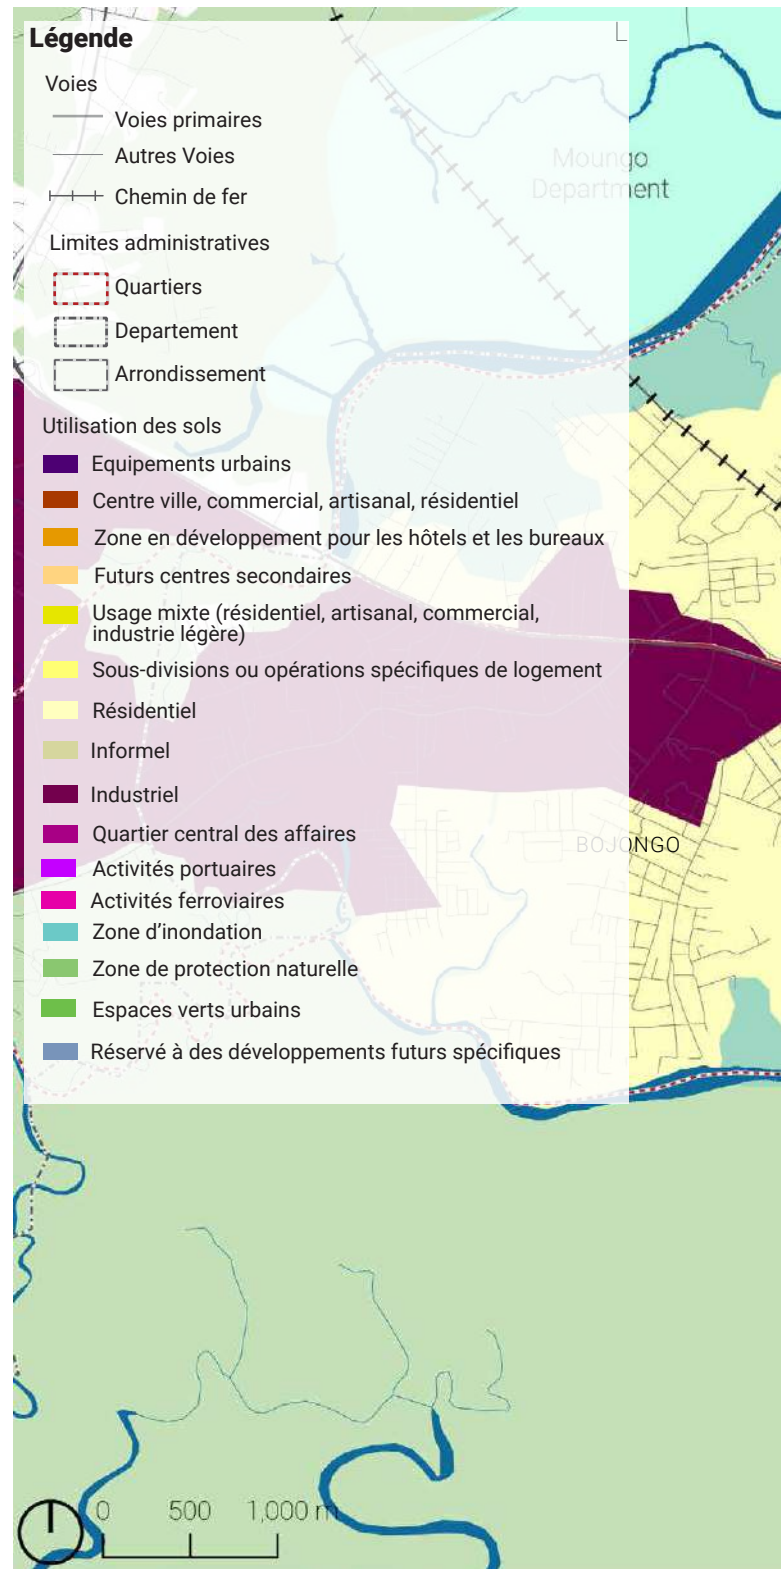 Légende
Voies
Voies primaires
Autres Voies
Chemin de fer
Limites administratives
Quartiers
Departement
Arrondissement
Utilisation des sols
Equipements urbains
Centre ville, commercial, artisanal, résidentiel
Zone en développement pour les hôtels et les bureaux
Futurs centres secondaires
Usage mixte (résidentiel, artisanal, commercial,
industrie légère)
Sous-divisions ou opérations spécifiques de logement
Résidentiel
Informel
Industriel
Quartier central des affaires
Activités portuaires
Activités ferroviaires
Zone d’inondation
Zone de protection naturelle
Espaces verts urbains
Réservé à des développements futurs spécifiques
Moungo
Department
BOJONGO
0 500 1,000 m